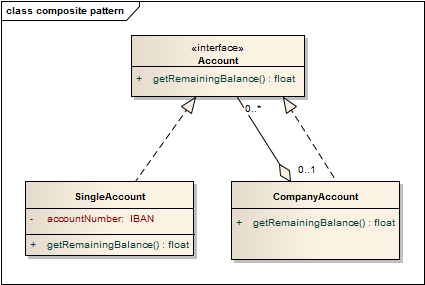 class composite pattern
«interface»
Account
+ getRemainingBalance() : float
0..*
0..1
SingleAccount
- accountNumber: IBAN
+ getRemainingBalance() : float
CompanyAccount
+ getRemainingBalance() : float